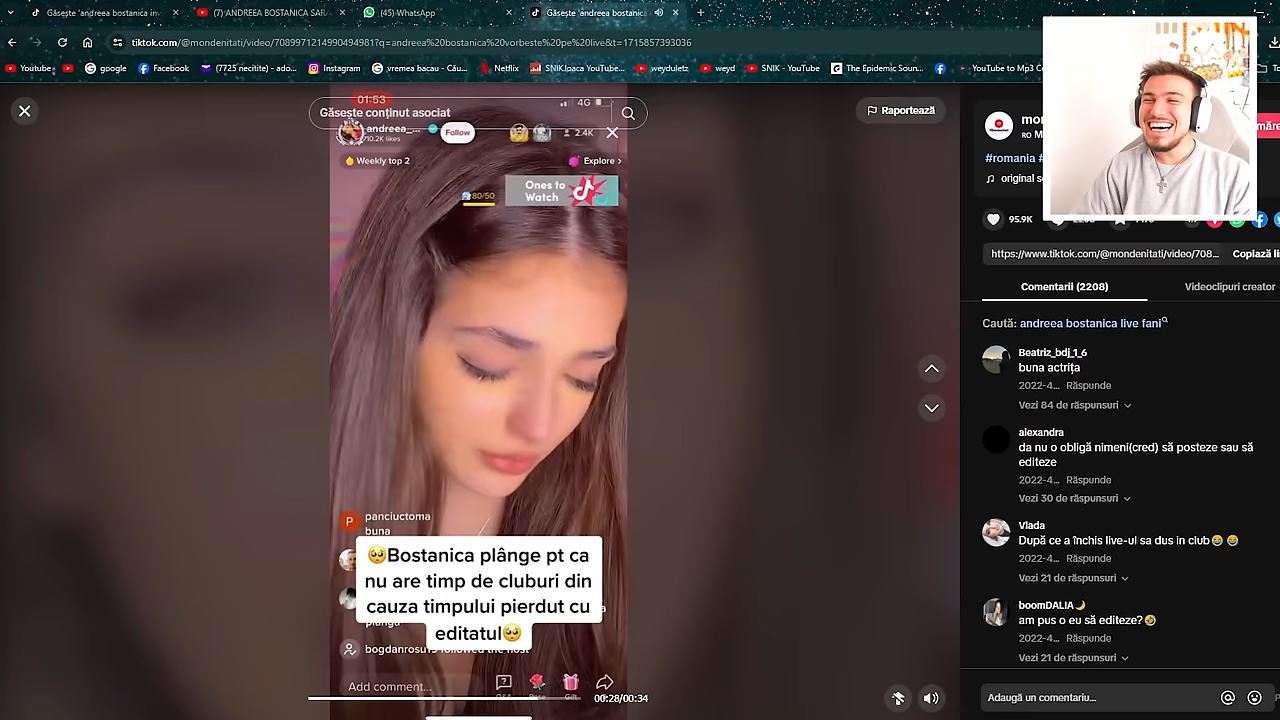 Găsește 'andreea bostanica inv
(7) ANDREEA BOSTANICA SAR
(45) WhatsApp
Găsește 'andreea bostanica
tiktok.com/@mondenitati/video/7089971214990494981?q=andreea%20bostanica%20vorbeste%20pe%20live&t=1715857393036
Youtube
google
Facebook
(7725 necitite) - ado...
Instagram
vremea bacau - Cău...
Netflix
SNIK joaca YouTube...
weyduletz
weyd
SNIK - YouTube
The Epidemic Soun...
YouTube to Mp3 C
01:53
4G
Găsește conținut asociat
andreea_...
710.2K likes
Follow
2.4K
Weekly top 2
Explore >
80/50
Ones to
Watch
panciuctoma
buna
🥺Bostanica plânge pt ca
nu are timp de cluburi din
cauza timpului pierdut cu
editatul🥺
Add comment...
Q&A
00:28/00:34
Raportează
RO
#romania
original s
95.9K
https://www.tiktok.com/@mondenitati/video/708...
Copiază li
Comentarii (2208)
Videoclipuri creator
Caută: andreea bostanica live fani
Beatriz_bdj_1_6
buna actrița
2022-4... Răspunde
Vezi 84 de răspunsuri
alexandra
da nu o obligă nimeni(cred) să posteze sau să
editeze
2022-4... Răspunde
Vezi 30 de răspunsuri
Vlada
După ce a închis live-ul sa dus in club😂 😂
2022-4... Răspunde
Vezi 21 de răspunsuri
boomDALIA🌙
am pus o eu să editeze?🤣
2022-4... Răspunde
Vezi 21 de răspunsuri
Adaugă un comentariu...